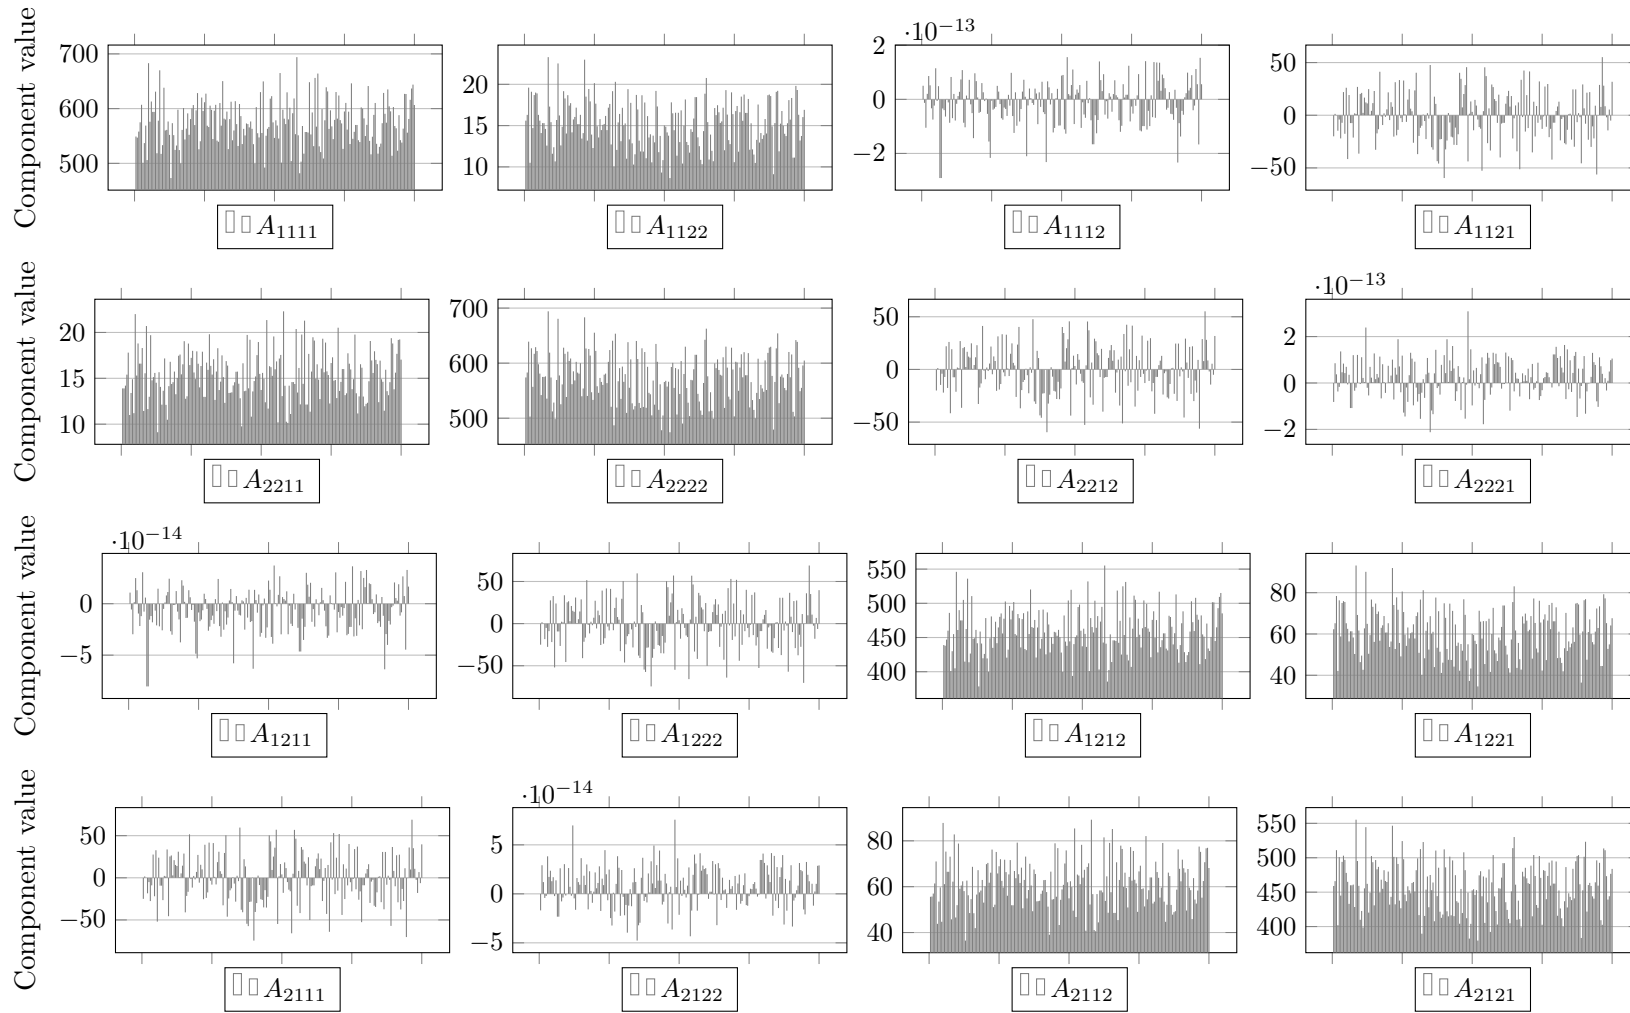 Component value
·10⁻¹³
700
600
500
A₁₁₁₁
20
15
10
A₁₁₂₂
2
0
−2
A₁₁₁₂
50
0
−50
A₁₁₂₁
Component value
·10⁻¹³
20
15
10
A₂₂₁₁
700
600
500
A₂₂₂₂
50
0
−50
A₂₂₁₂
2
0
−2
A₂₂₂₁
Component value
·10⁻¹⁴
0
−5
A₁₂₁₁
50
0
−50
A₁₂₂₂
550
500
450
400
A₁₂₁₂
80
60
40
A₁₂₂₁
Component value
·10⁻¹⁴
50
0
−50
A₂₁₁₁
5
0
−5
A₂₁₂₂
80
60
40
A₂₁₁₂
550
500
450
400
A₂₁₂₁